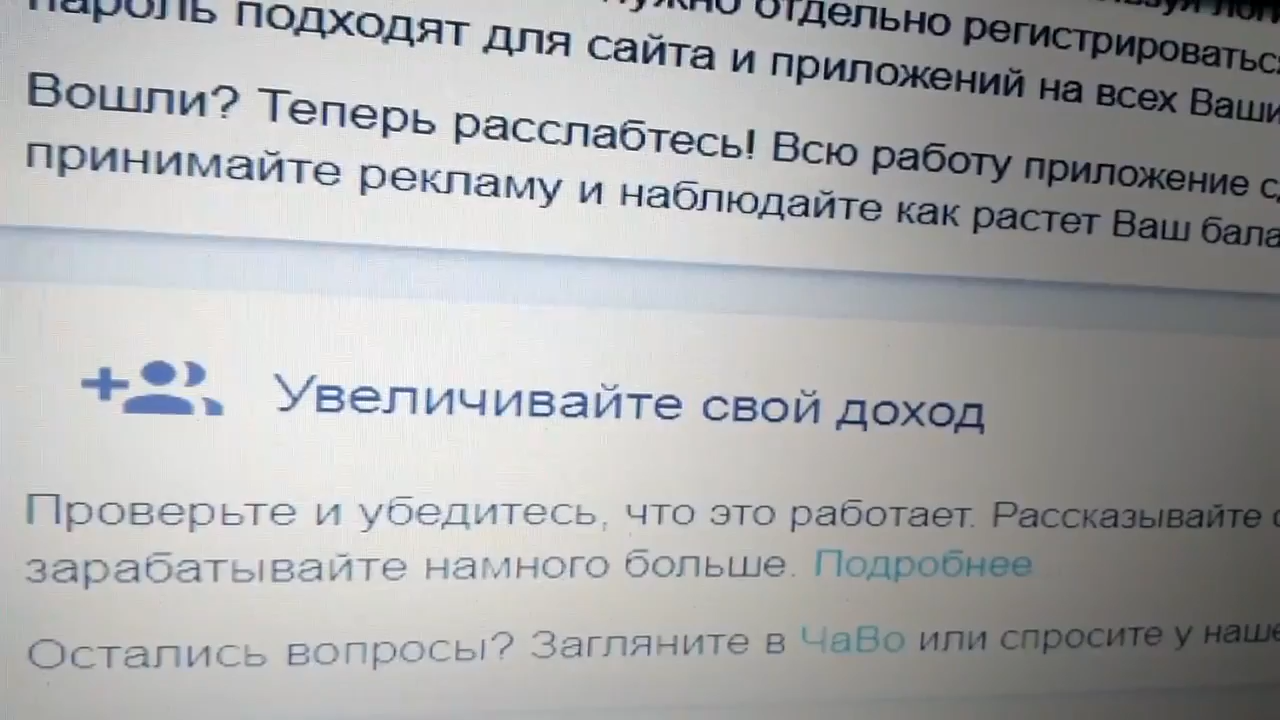 нужно отдельно регистрироваться
пароль подходят для сайта и приложений на всех Ваши
Вошли? Теперь расслабтесь! Всю работу приложение
принимайте рекламу и наблюдайте как растет Ваш бала
Увеличивайте свой доход
Проверьте и убедитесь, что это работает. Рассказывайте
зарабатывайте намного больше. Подробнее
Остались вопросы? Загляните в ЧаВо или спросите у наше